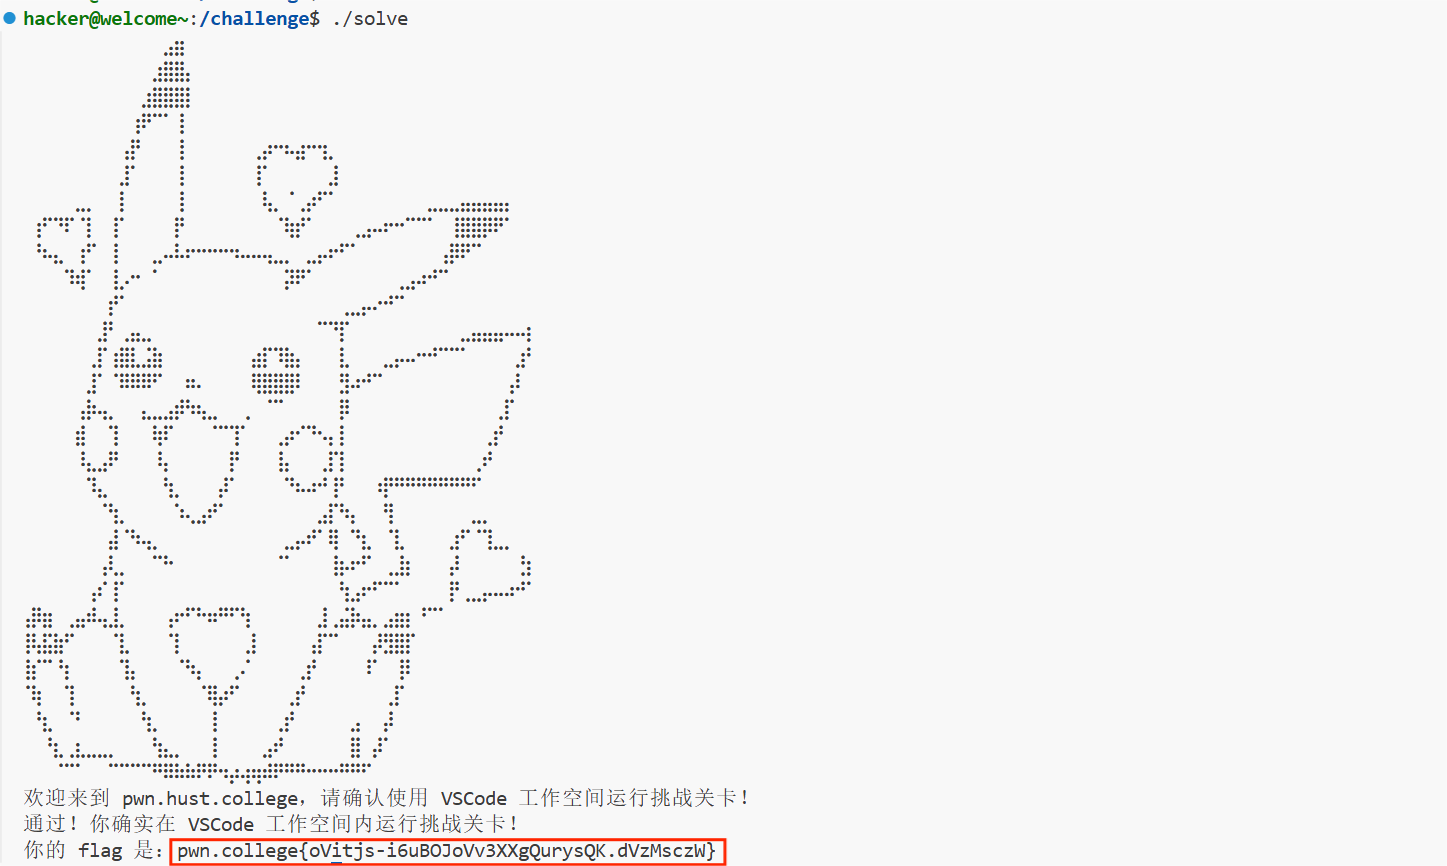 hacker@welcome~:/challenge$ ./solve
欢迎来到 pwn.hust.college，请确认使用 VSCode 工作空间运行挑战关卡！
通过！你确实在 VSCode 工作空间内运行挑战关卡！
你的 flag 是：pwn.college{oVitjs-i6uBOJoVv3XXgQurysQK.dVzMsczW}